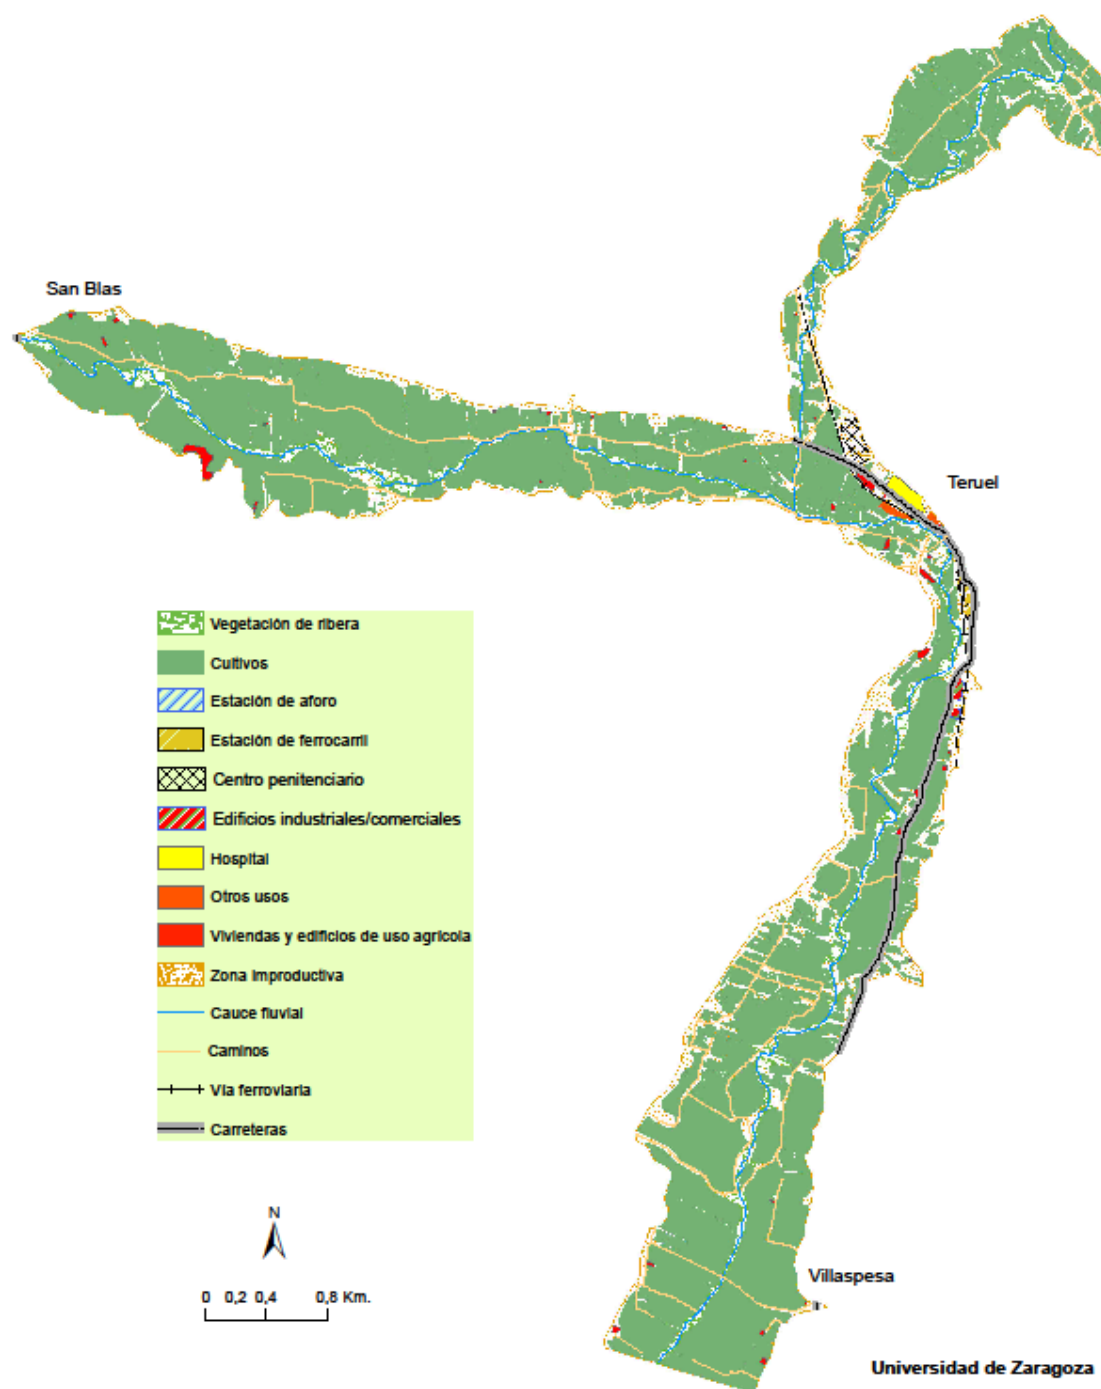 San Blas
Teruel
Vegetación de ribera
Cultivos
Estación de aforo
Estación de ferrocarril
Centro penitenciario
Edificios industriales/comerciales
Hospital
Otros usos
Viviendas y edificios de uso agrícola
Zona improductiva
Cauce fluvial
Caminos
Vía ferroviaria
Carreteras
N
0 0,2 0,4 0,8 Km.
Villaspesa
Universidad de Zaragoza